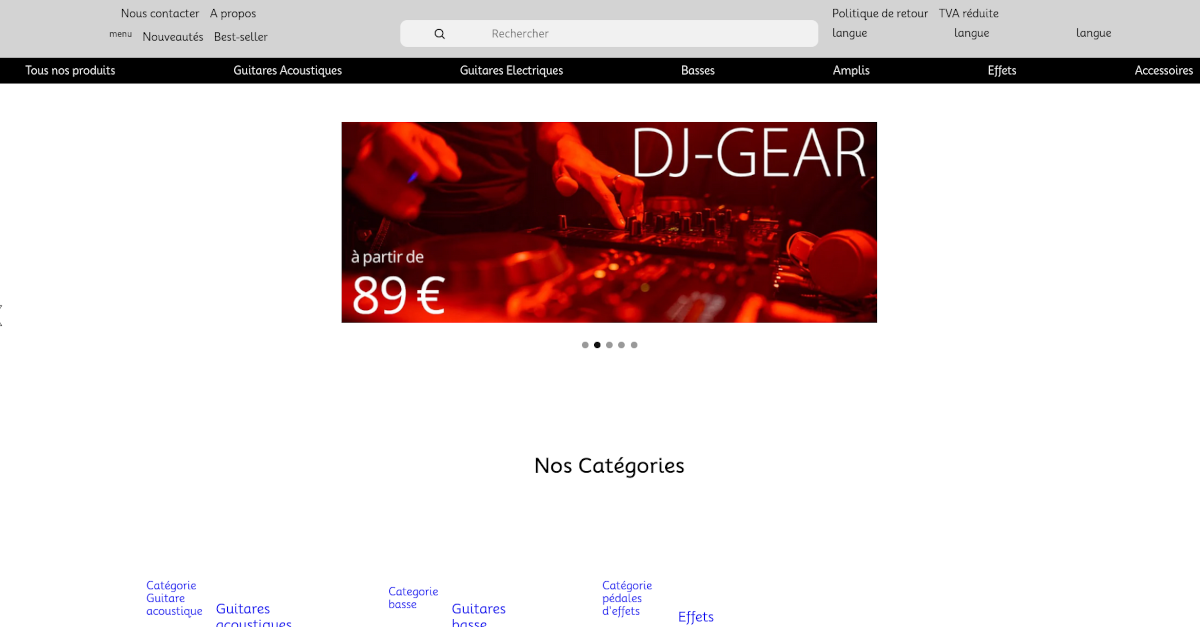 Nous contacter A propos
Politique de retour TVA réduite
menu Nouveautés Best-seller
Rechercher
langue langue langue
Tous nos produits Guitares Acoustiques Guitares Electriques Basses Amplis Effets Accessoires
DJ-GEAR
à partir de
89 €
Nos Catégories
Catégorie
Guitare
acoustique
Guitares
acoustiques
Categorie
basse
Guitares
basse
Catégorie
pédales
d'effets
Effets